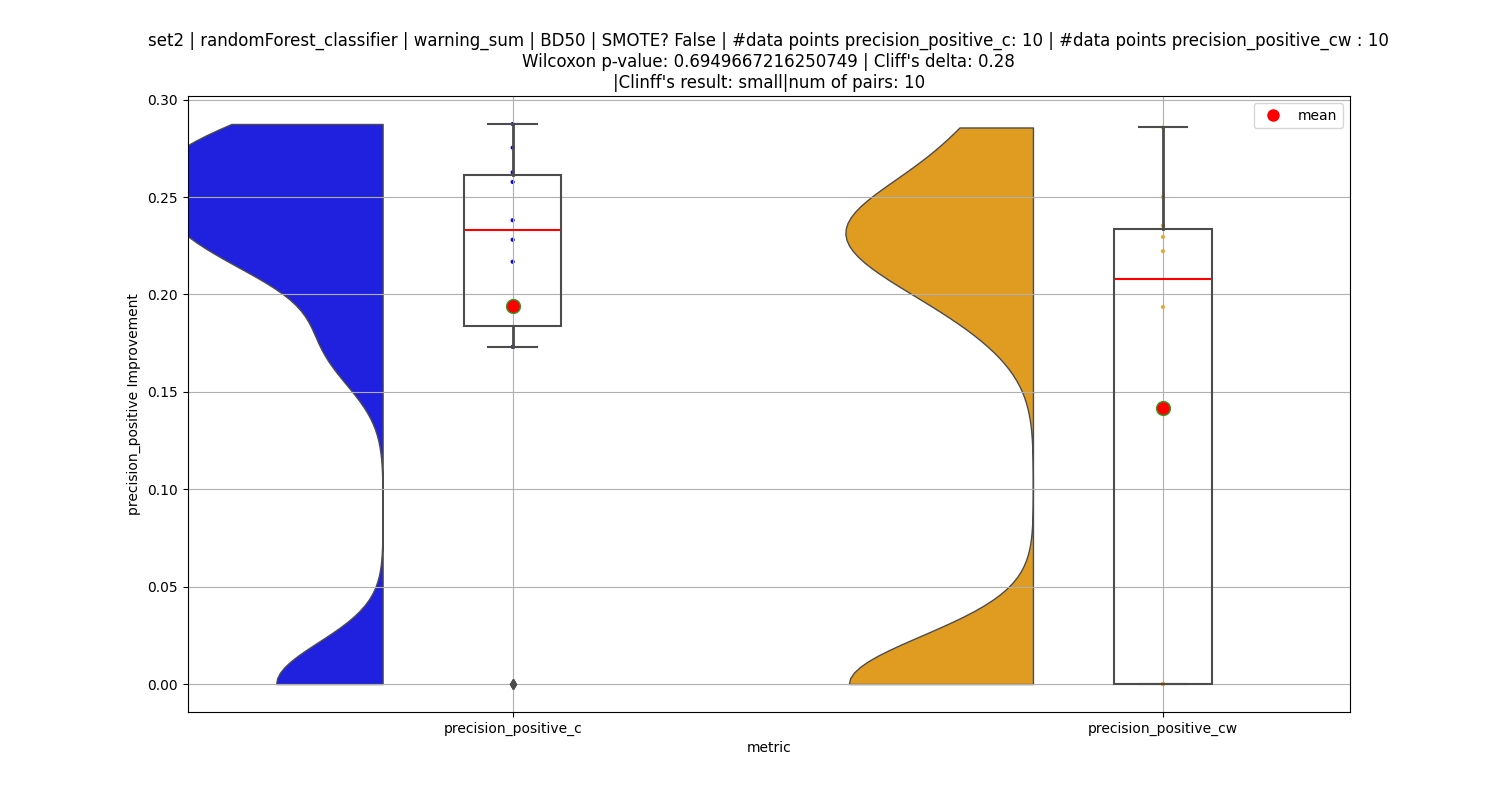 set2 | randomForest_classifier | warning_sum | BD50 | SMOTE? False | #data points precision_positive_c: 10 | #data points precision_positive_cw : 10
Wilcoxon p-value: 0.6949667216250749 | Cliff's delta: 0.28
|Clinff's result: small|num of pairs: 10
mean
0.30
0.25
0.20
0.15
0.10
0.05
0.00
precision_positive Improvement
precision_positive_c
precision_positive_cw
metric